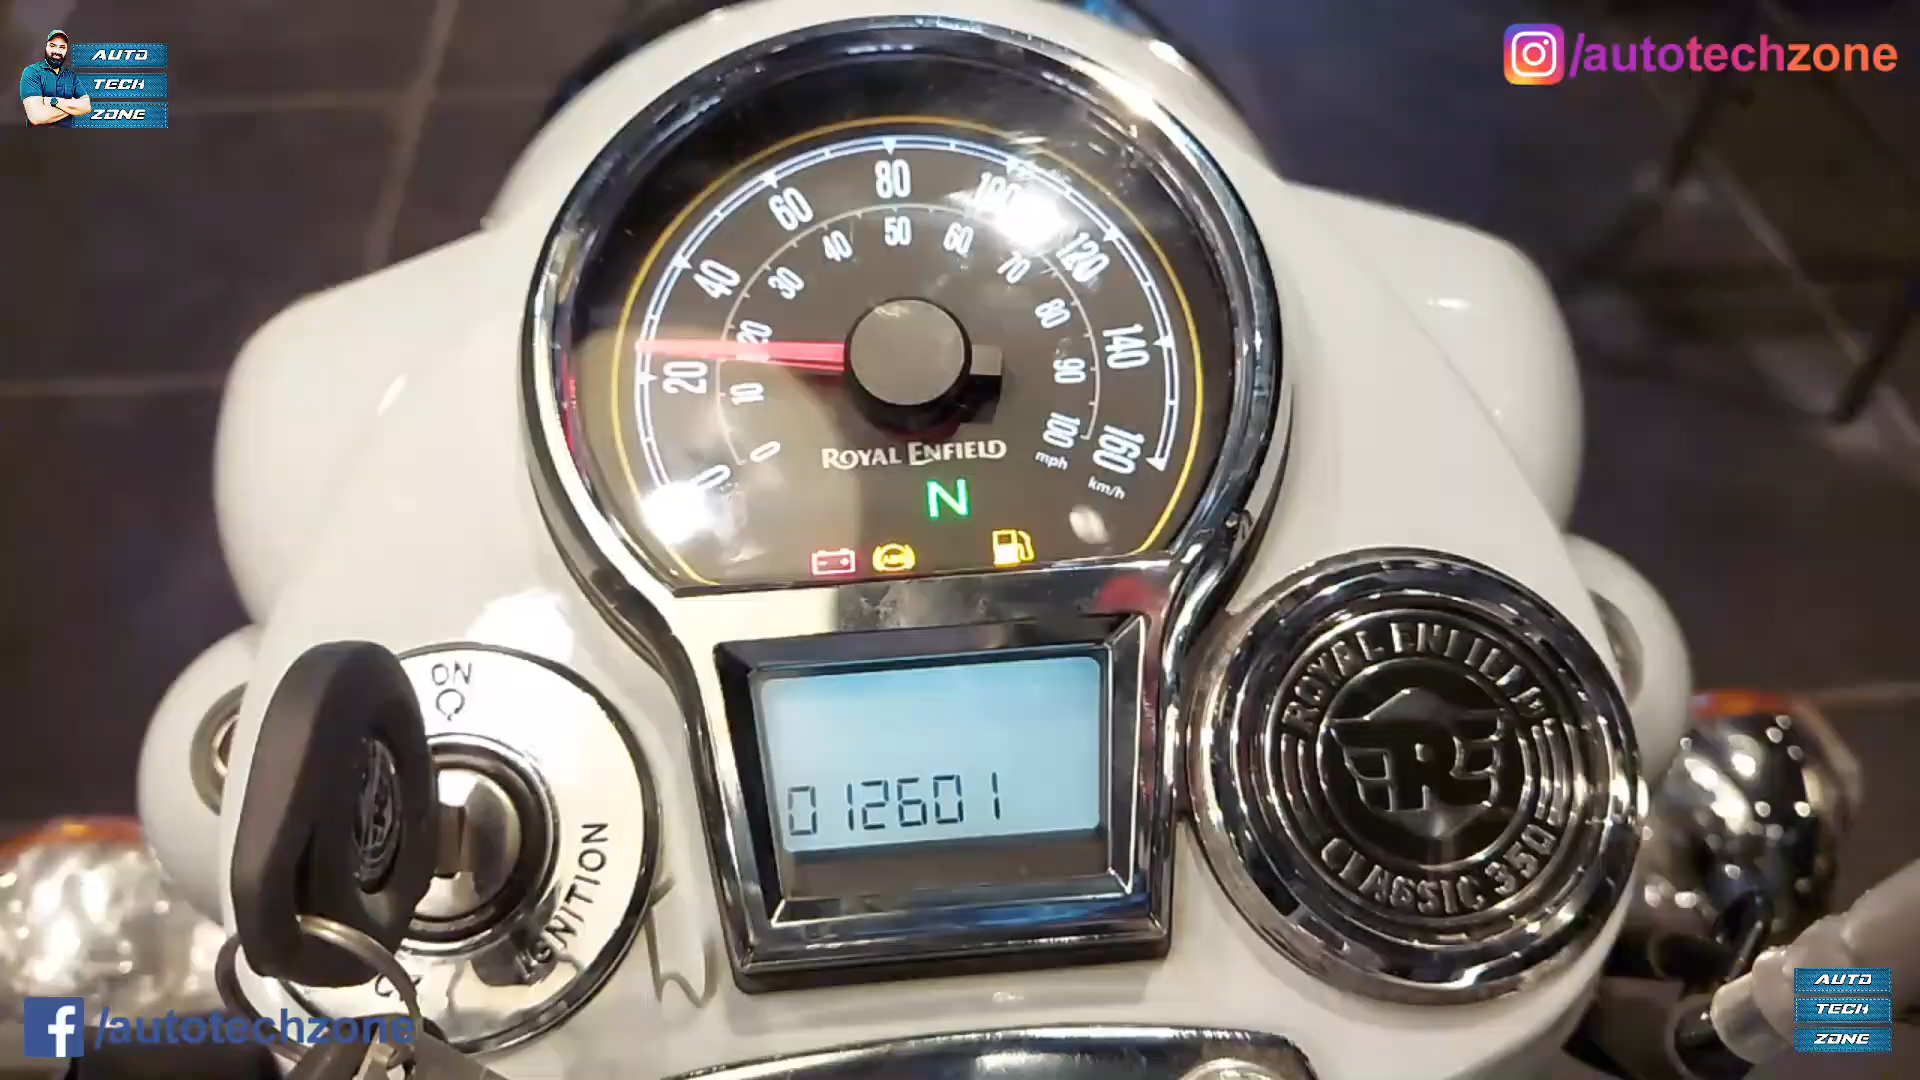 AUTO
TECH
ZONE
/autotechzone
0
20
40
60
80
100
120
140
160
km/h
0
10
20
30
40
50
60
70
80
90
100
mph
ROYAL ENFIELD
N
ABS
ON
IGNITION
012601
ROYAL ENFIELD
R
CLASSIC 350
/autotechzone
AUTO
TECH
ZONE